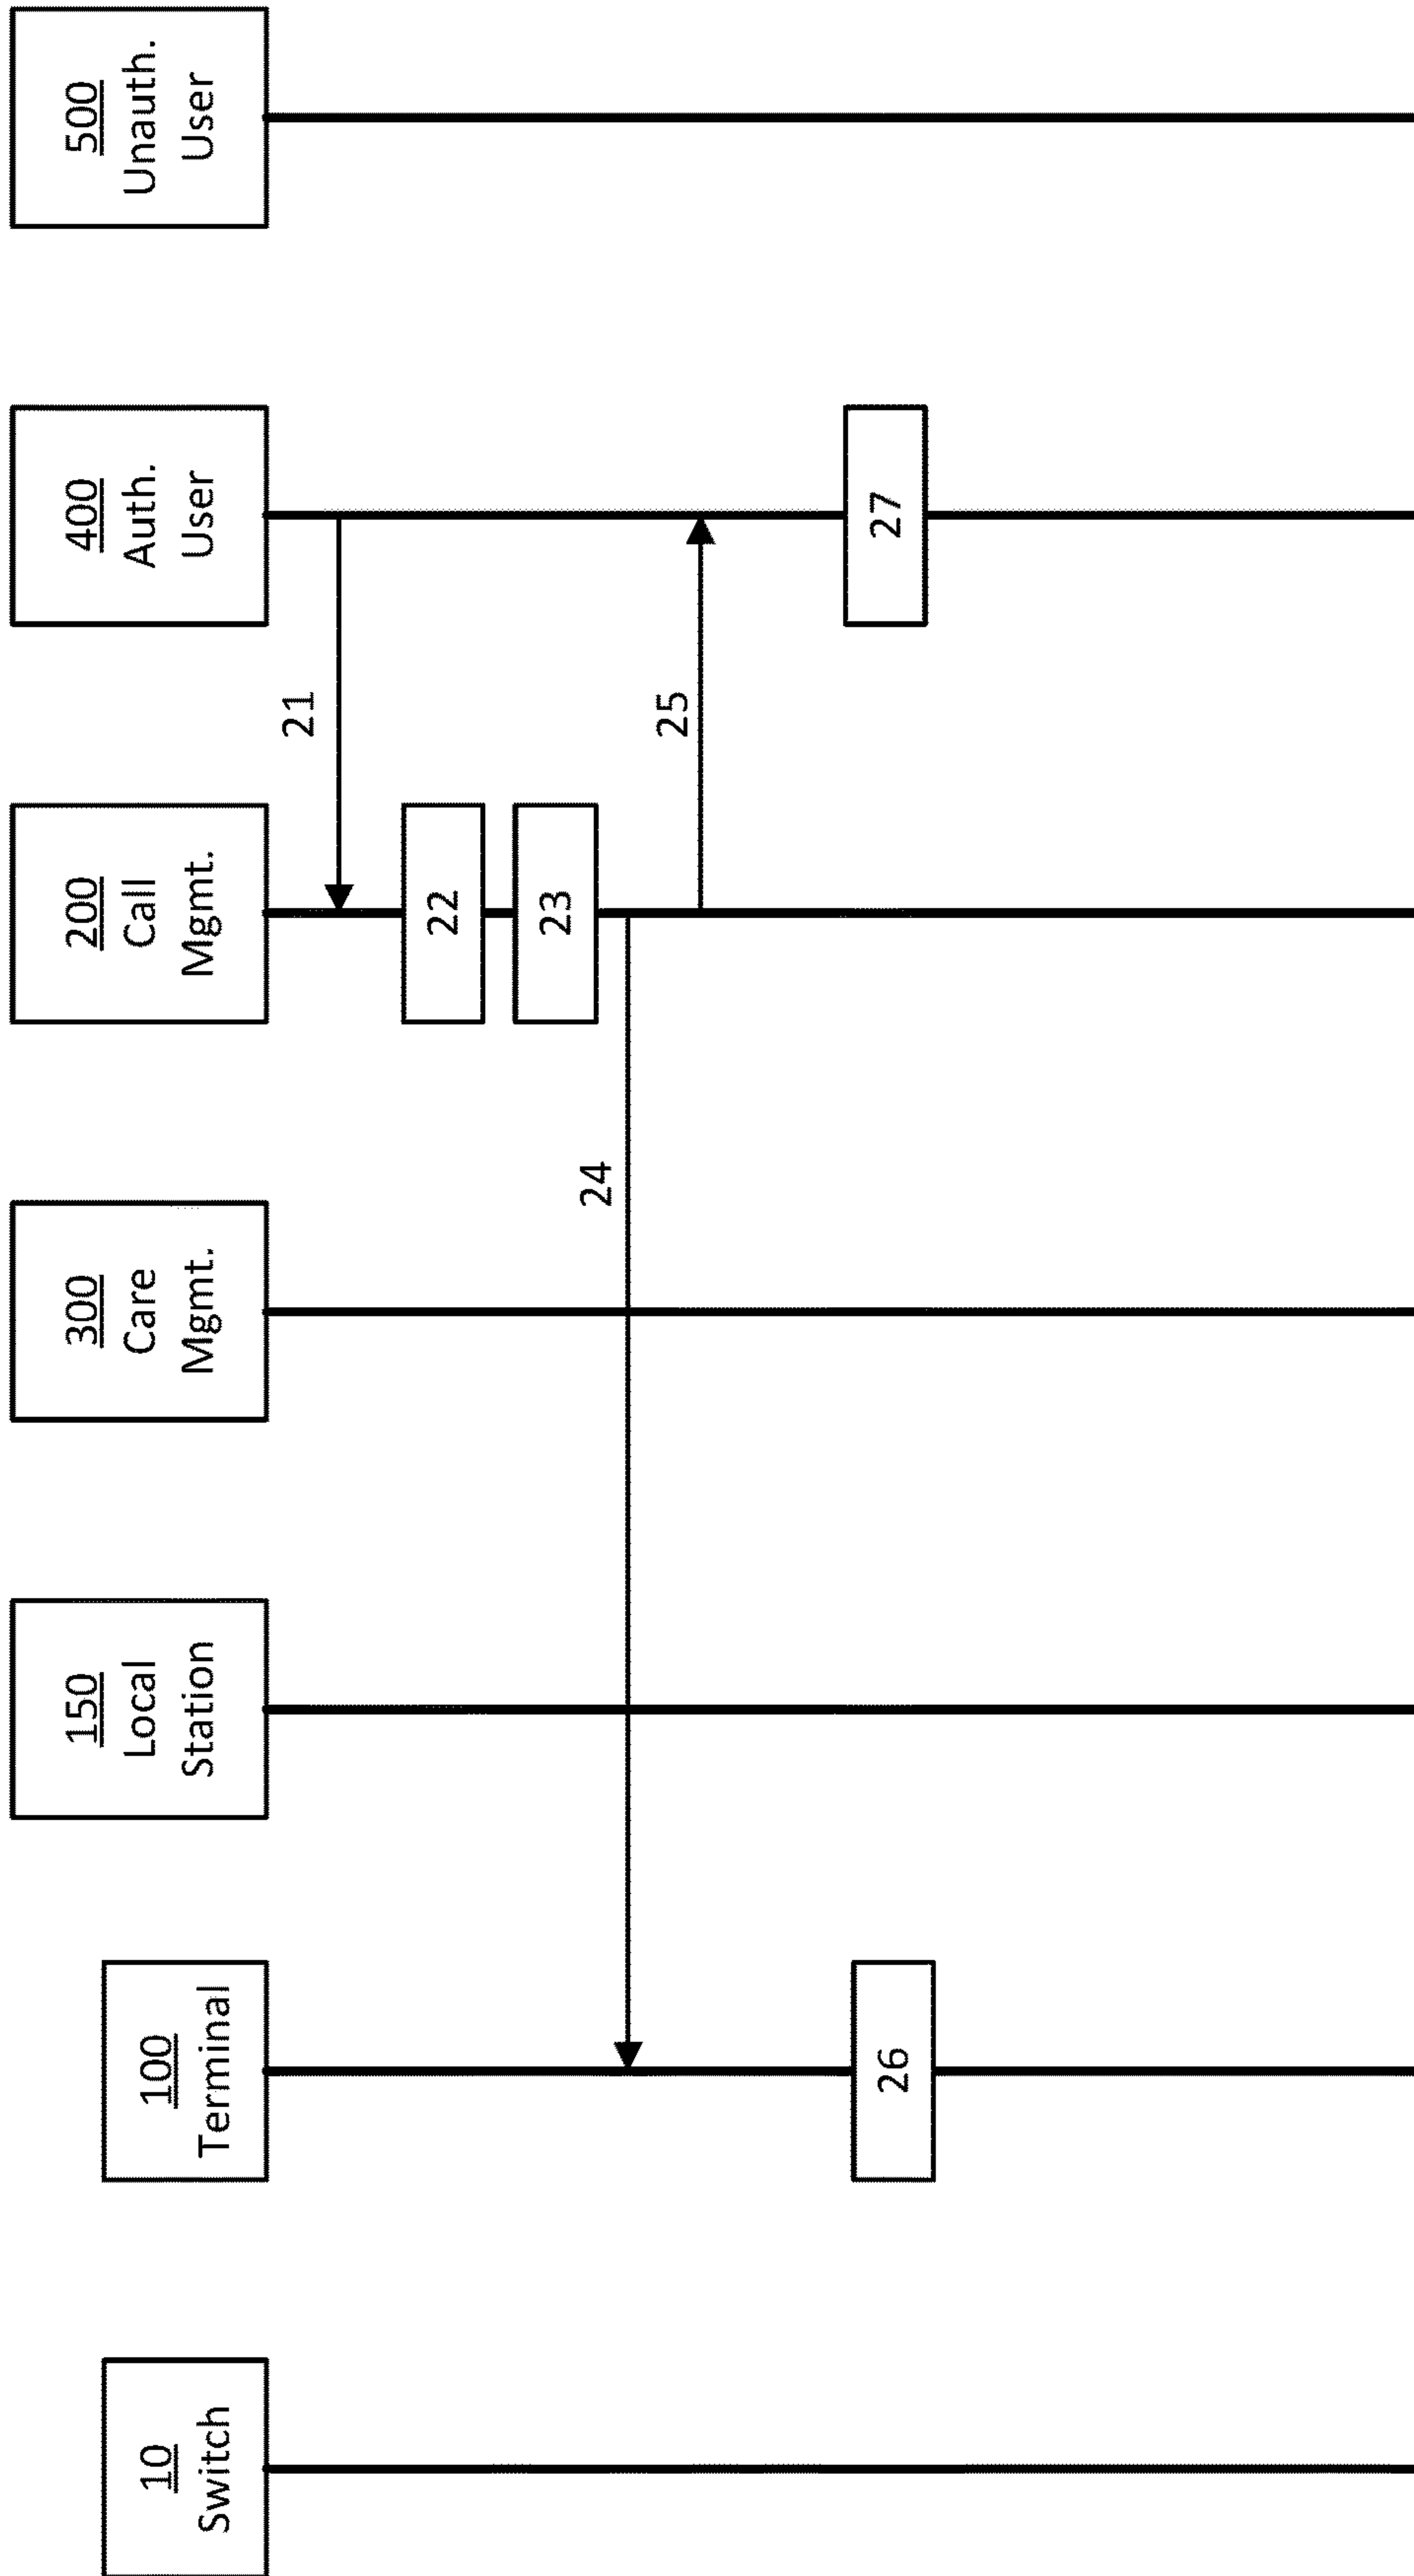 10
Switch
100
Terminal
150
Local
Station
300
Care
Mgmt.
200
Call
Mgmt.
400
Auth.
User
500
Unauth.
User
21
22
23
24
25
26
27